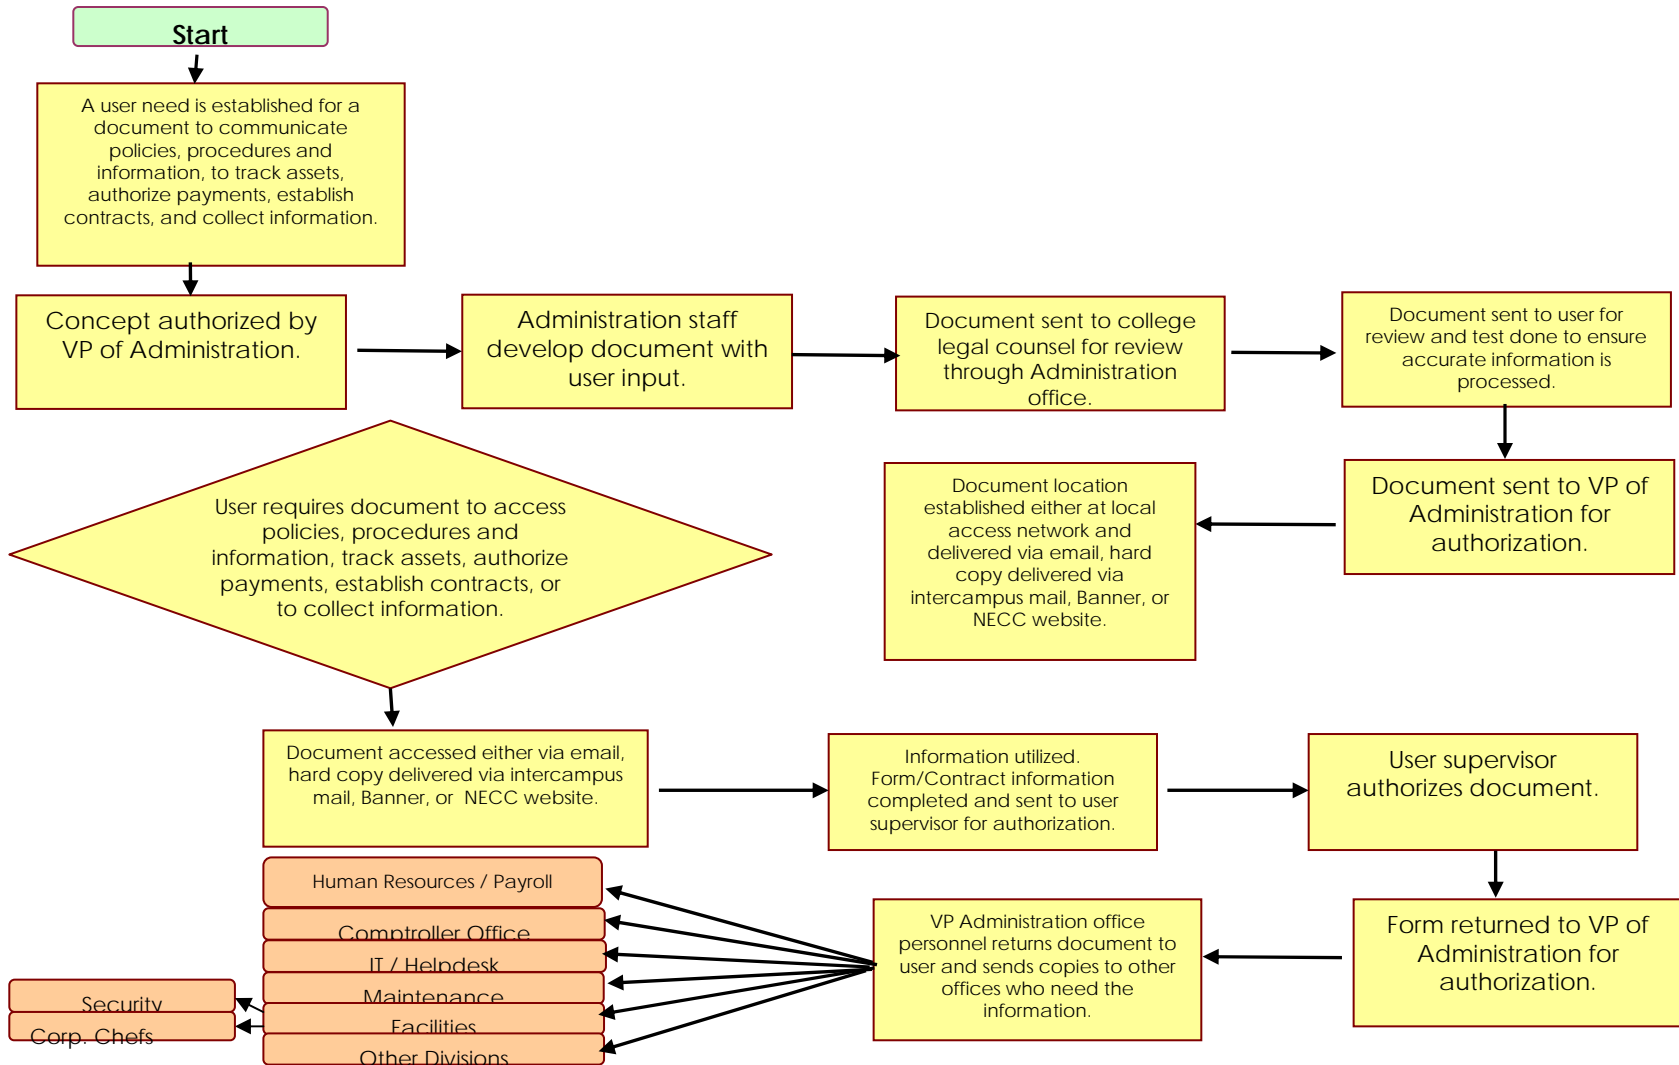 Start
A user need is established for a
document to communicate
policies, procedures and
information, to track assets,
authorize payments, establish
contracts, and collect information.
Concept authorized by
VP of Administration.
Administration staff
develop document with
user input.
Document sent to college
legal counsel for review
through Administration
office.
Document sent to user for
review and test done to ensure
accurate information is
processed.
Document sent to VP of
Administration for
authorization.
Document location
established either at local
access network and
delivered via email, hard
copy delivered via
intercampus mail, Banner, or
NECC website.
User requires document to access
policies, procedures and
information, track assets, authorize
payments, establish contracts, or
to collect information.
Document accessed either via email,
hard copy delivered via intercampus
mail, Banner, or NECC website.
Information utilized.
Form/Contract information
completed and sent to user
supervisor for authorization.
User supervisor
authorizes document.
Form returned to VP of
Administration for
authorization.
VP Administration office
personnel returns document to
user and sends copies to other
offices who need the
information.
Human Resources / Payroll
Comptroller Office
IT / Helpdesk
Maintenance
Facilities
Other Divisions
Security
Corp. Chefs